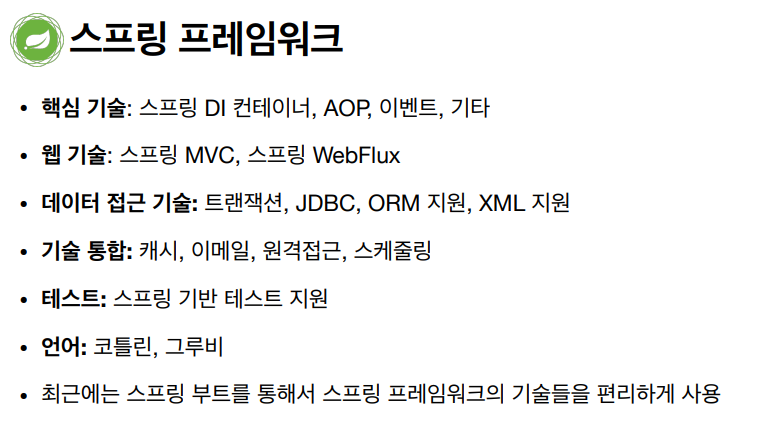 스프링 프레임워크
• 핵심 기술: 스프링 DI 컨테이너, AOP, 이벤트, 기타
• 웹 기술: 스프링 MVC, 스프링 WebFlux
• 데이터 접근 기술: 트랜잭션, JDBC, ORM 지원, XML 지원
• 기술 통합: 캐시, 이메일, 원격접근, 스케줄링
• 테스트: 스프링 기반 테스트 지원
• 언어: 코틀린, 그루비
• 최근에는 스프링 부트를 통해서 스프링 프레임워크의 기술들을 편리하게 사용